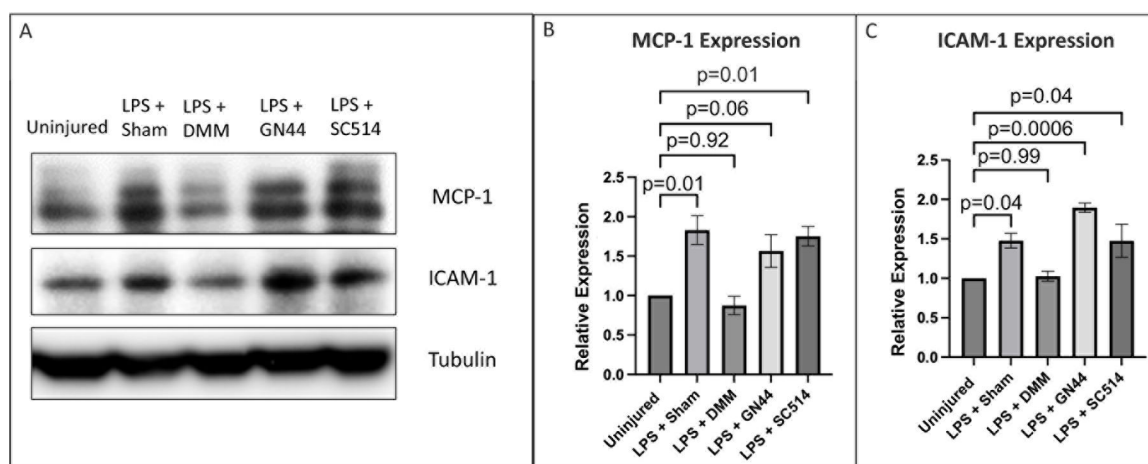 A
Uninjured
LPS +
Sham
LPS +
DMM
LPS +
GN44
LPS +
SC514
MCP-1
ICAM-1
Tubulin
B
MCP-1 Expression
p=0.01
p=0.06
p=0.92
p=0.01
Relative Expression
2.5
2.0
1.5
1.0
0.5
0.0
Uninjured
LPS + Sham
LPS + DMM
LPS + GN44
LPS + SC514
C
ICAM-1 Expression
p=0.04
p=0.0006
p=0.99
p=0.04
Relative Expression
2.5
2.0
1.5
1.0
0.5
0.0
Uninjured
LPS + Sham
LPS + DMM
LPS + GN44
LPS + SC514